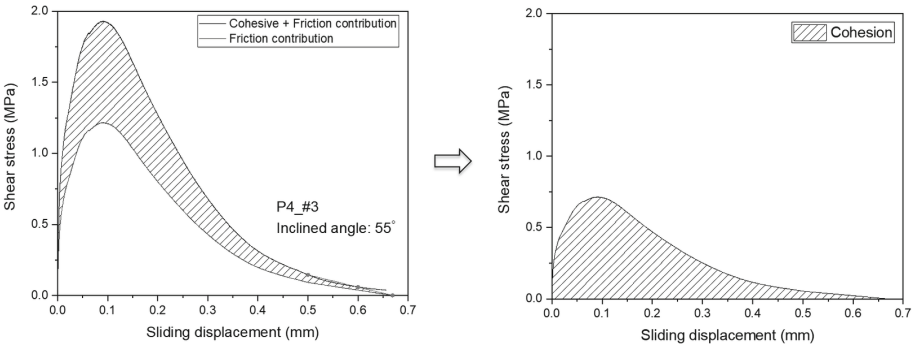 2.0
1.5
1.0
0.5
0.0
Shear stress (MPa)
Cohesive + Friction contribution
Friction contribution
P4_#3
Inclined angle: 55°
0.0 0.1 0.2 0.3 0.4 0.5 0.6 0.7
Sliding displacement (mm)
2.0
1.5
1.0
0.5
0.0
Shear stress (MPa)
Cohesion
0.0 0.1 0.2 0.3 0.4 0.5 0.6 0.7
Sliding displacement (mm)